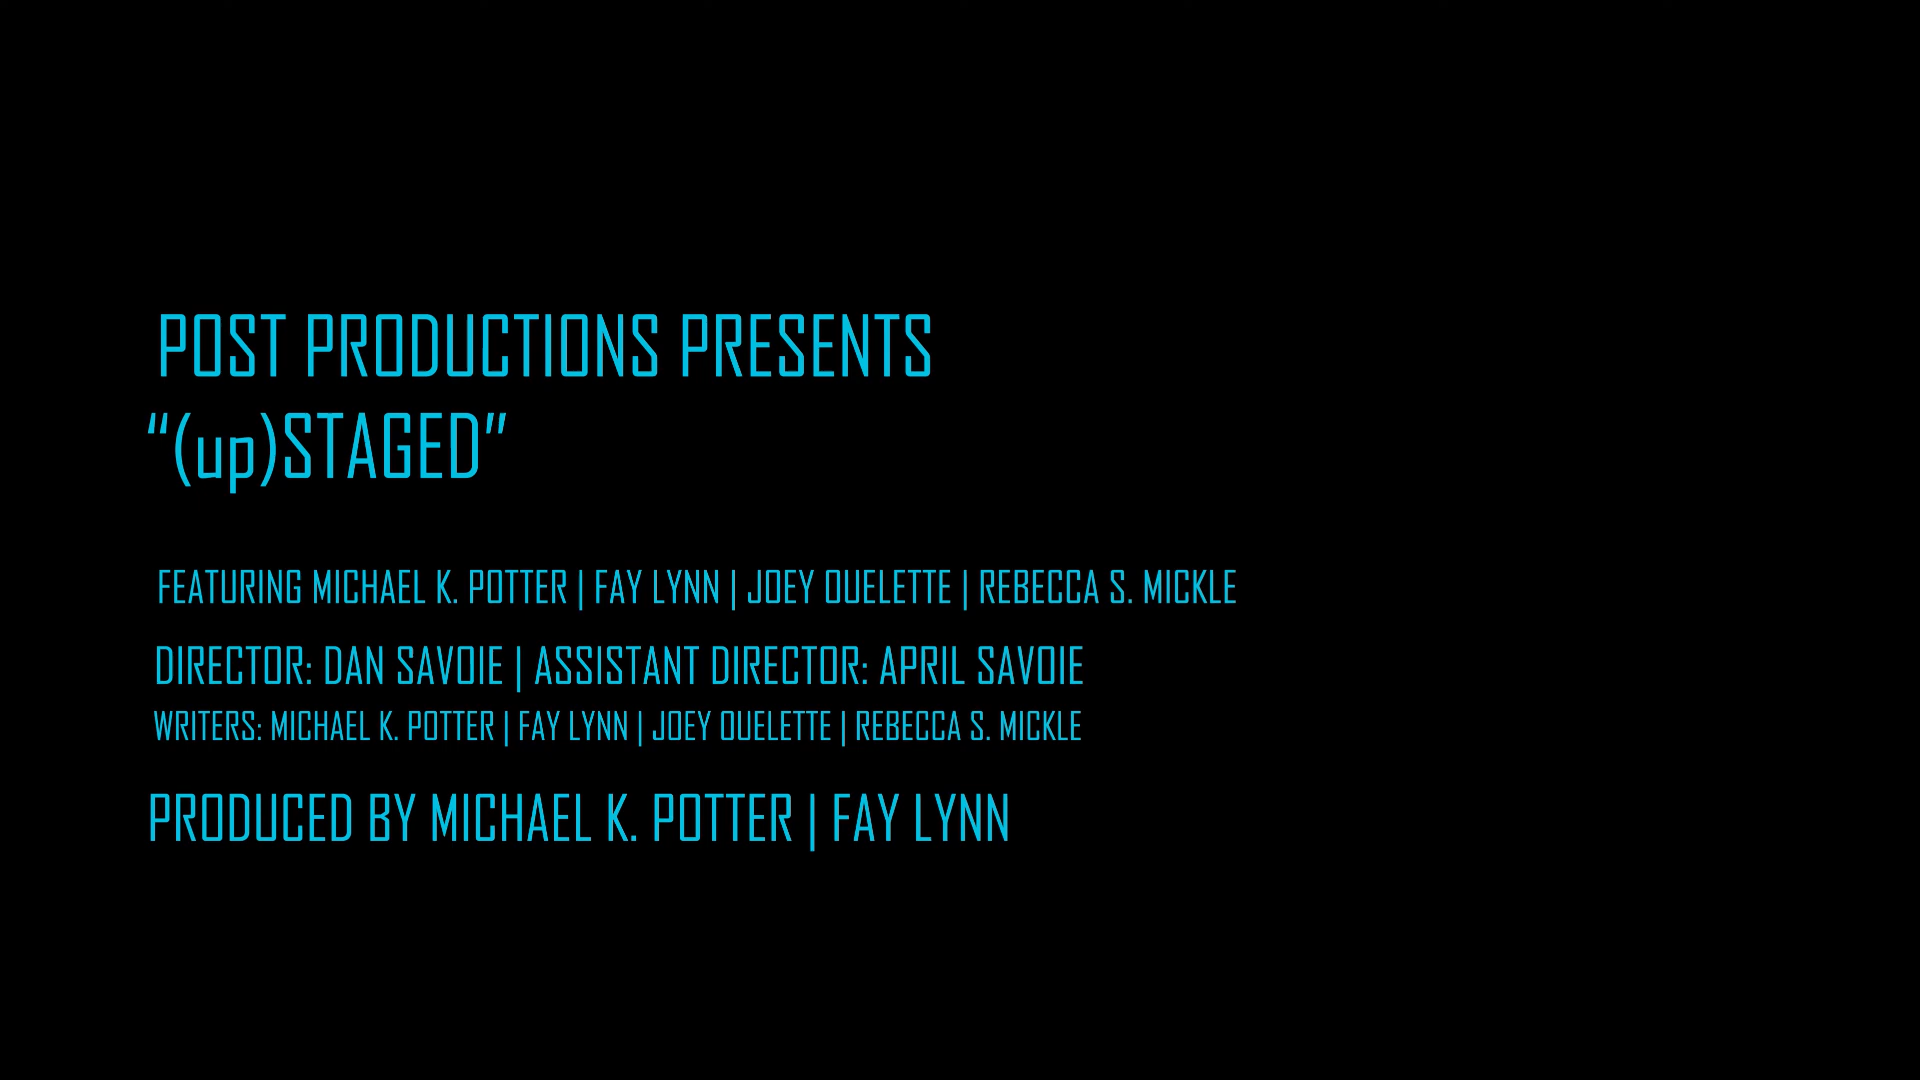 POST PRODUCTIONS PRESENTS
“(up)STAGED”
FEATURING MICHAEL K. POTTER | FAY LYNN | JOEY OUELETTE | REBECCA S. MICKLE
DIRECTOR: DAN SAVOIE | ASSISTANT DIRECTOR: APRIL SAVOIE
WRITERS: MICHAEL K. POTTER | FAY LYNN | JOEY OUELETTE | REBECCA S. MICKLE
PRODUCED BY MICHAEL K. POTTER | FAY LYNN